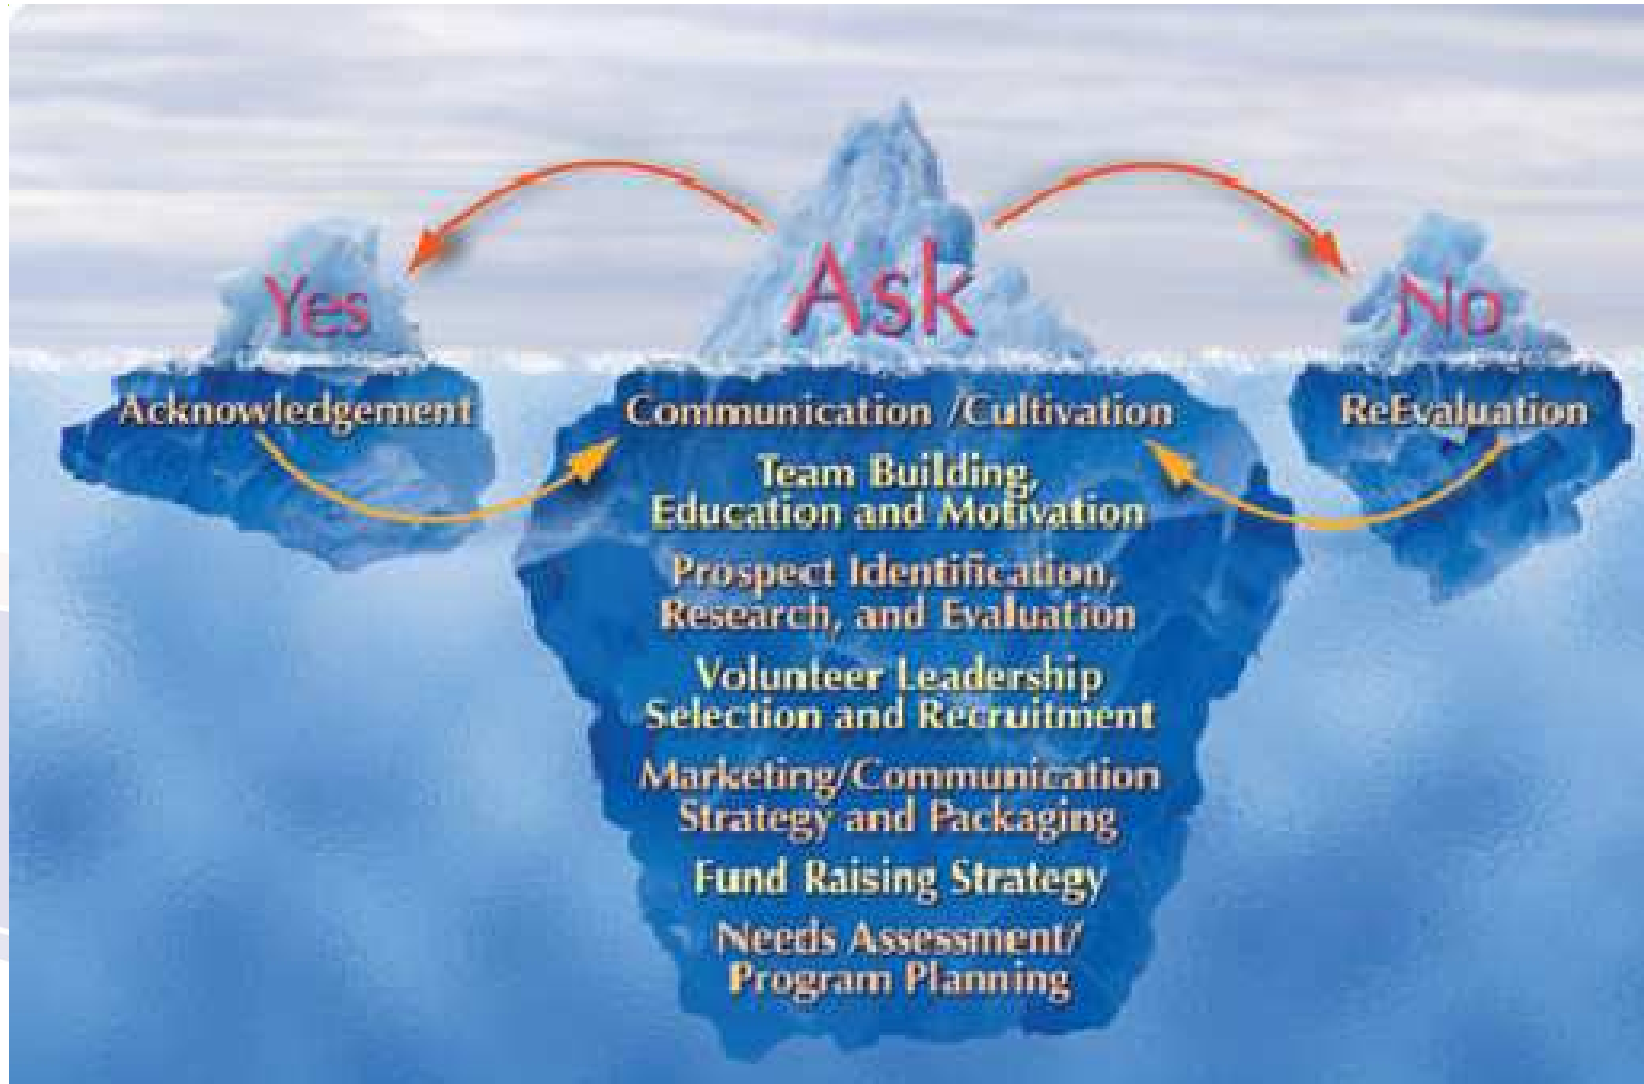 Yes
Ask
No
Acknowledgement
Communication /Cultivation
ReEvaluation
Team Building,
Education and Motivation
Prospect Identification,
Research, and Evaluation
Volunteer Leadership
Selection and Recruitment
Marketing/Communication
Strategy and Packaging
Fund Raising Strategy
Needs Assessment/
Program Planning